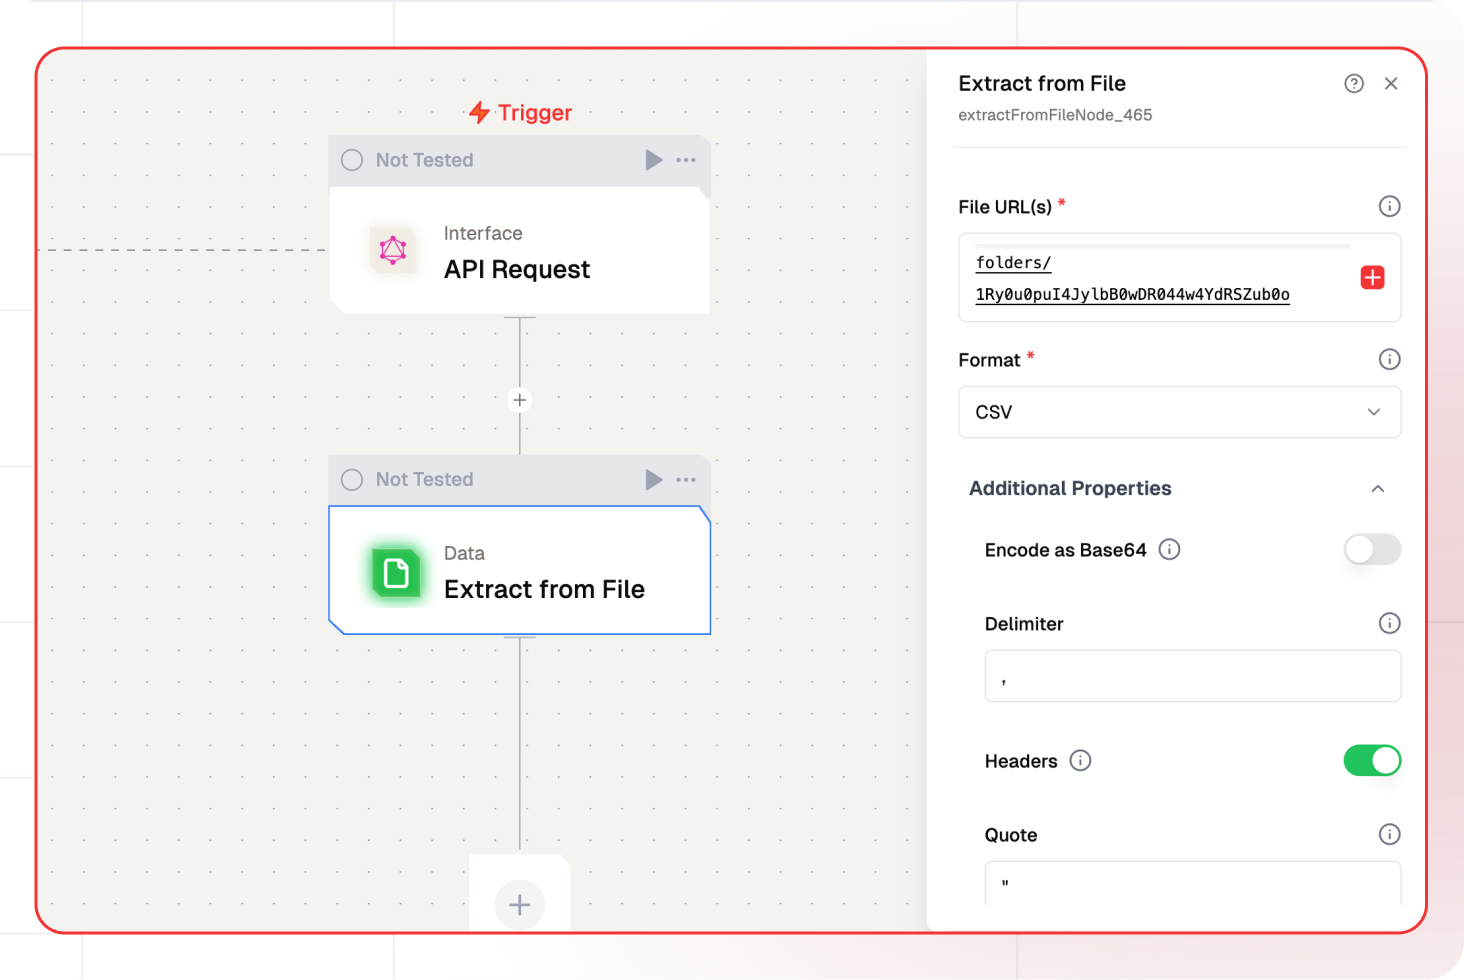 Trigger
Not Tested
Interface
API Request
Not Tested
Data
Extract from File
Extract from File
extractFromFileNode_465
File URL(s) *
folders/
1Ry0u0puI4JylbB0wDR044w4YdRSZub0o
Format *
CSV
Additional Properties
Encode as Base64
Delimiter
,
Headers
Quote
"